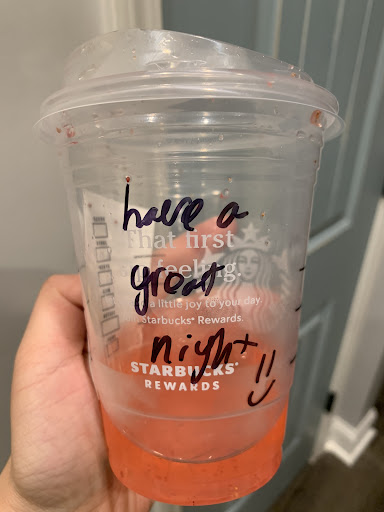 have a
That first
feeling.
great
a little joy to your day.
Starbucks® Rewards.
night =)
STARBUCKS®
REWARDS